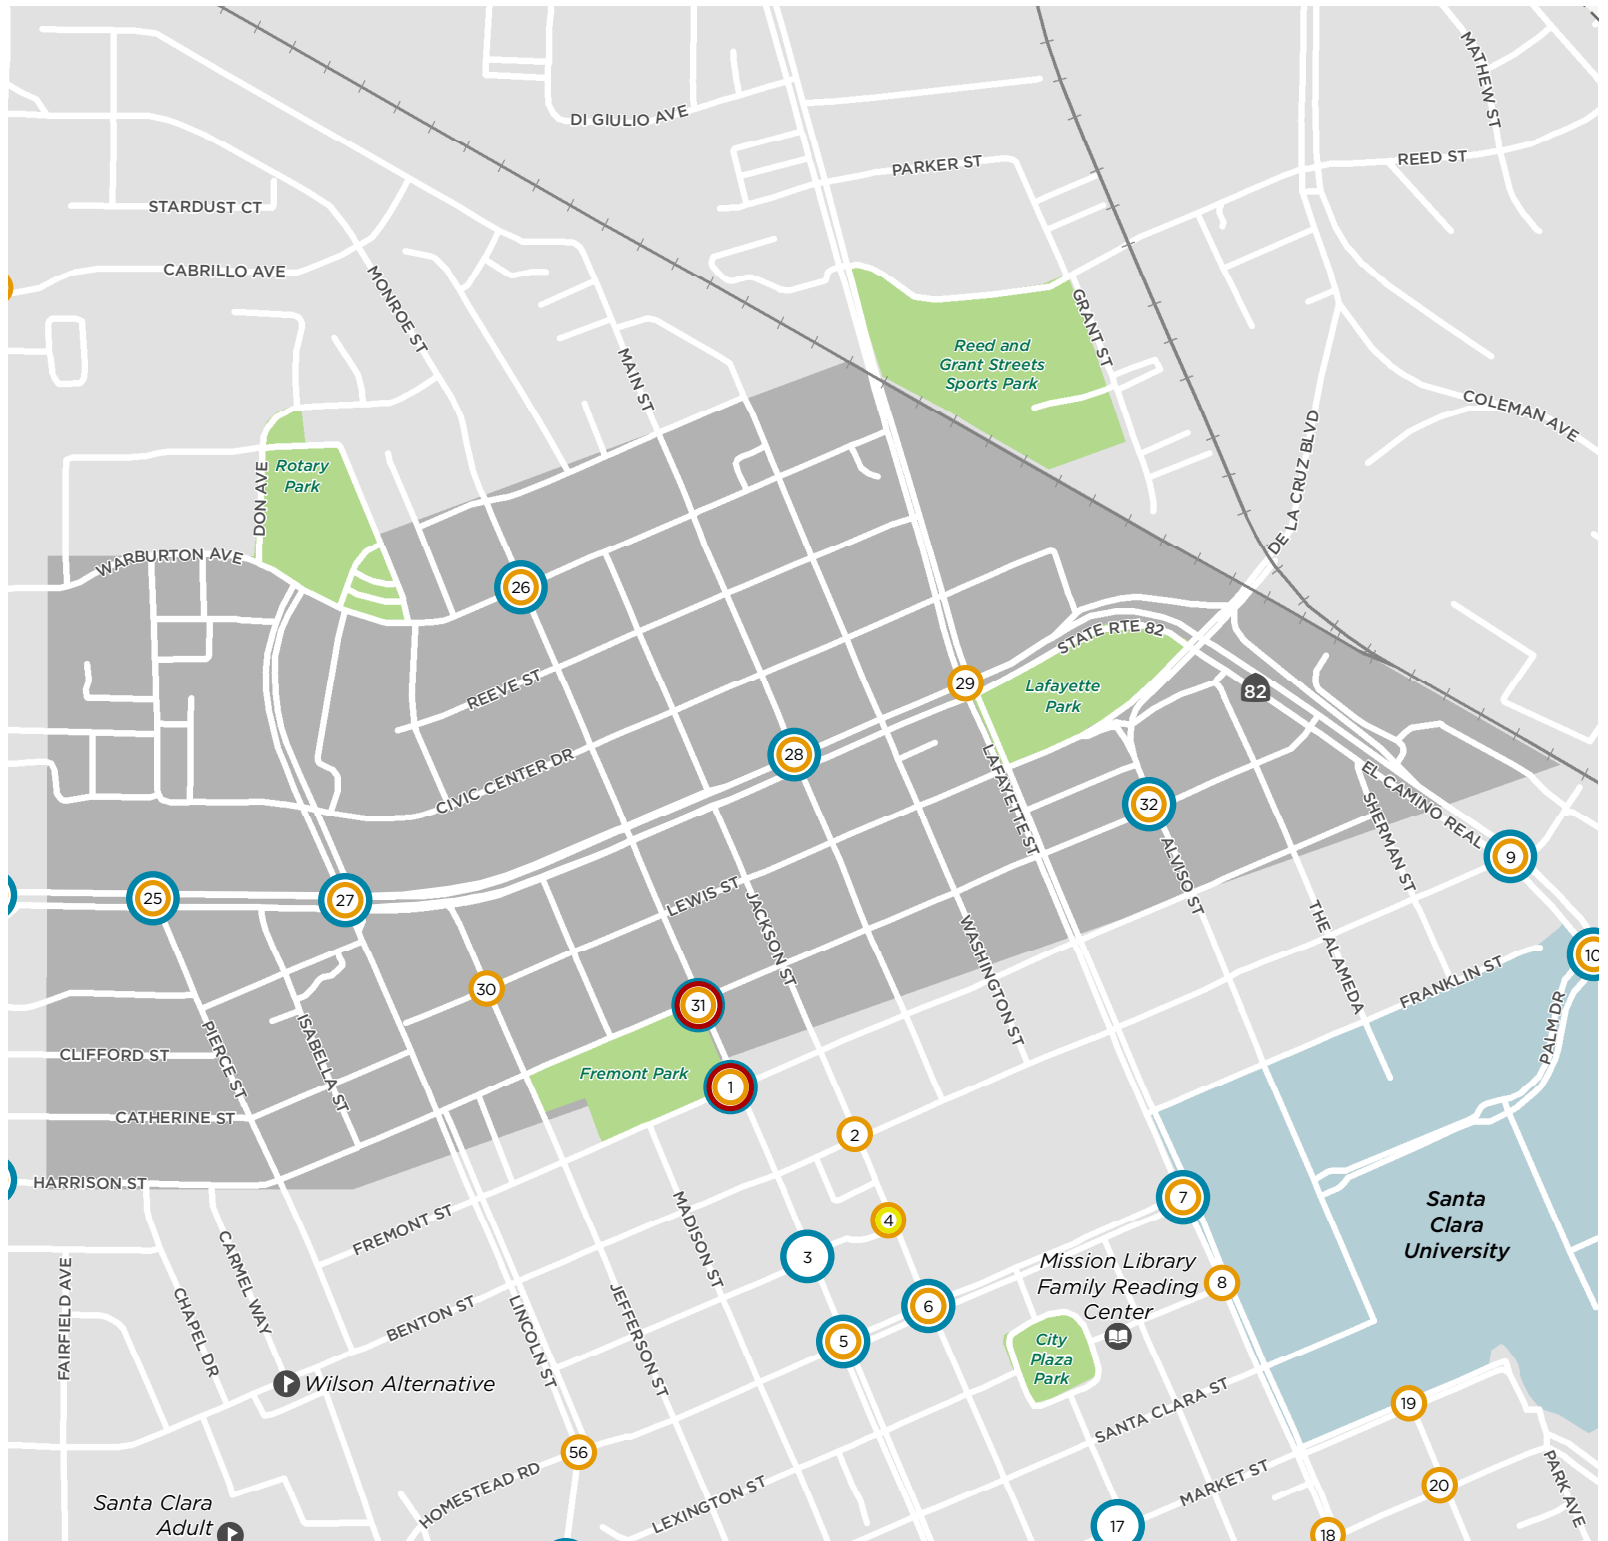 MATHEW ST
DI GIULIO AVE
PARKER ST
REED ST
STARDUST CT
CABRILLO AVE
MONROE ST
GRANT ST
Reed and
Grant Streets
Sports Park
MAIN ST
COLEMAN AVE
DE LA CRUZ BLVD
Rotary
Park
DON AVE
WARBURTON AVE
26
STATE RTE 82
REEVE ST
29
Lafayette
Park
82
28
CIVIC CENTER DR
LAFAYETTE ST
32
EL CAMINO REAL
SHERMAN ST
9
ALVISO ST
25
27
LEWIS ST
JACKSON ST
WASHINGTON ST
THE ALAMEDA
10
FRANKLIN ST
30
31
PALM DR
PIERCE ST
ISABELLA ST
CLIFFORD ST
Fremont Park
1
CATHERINE ST
2
HARRISON ST
7
Santa
Clara
University
FREMONT ST
MADISON ST
4
3
CARMEL WAY
Mission Library
Family Reading
Center
8
FAIRFIELD AVE
CHAPEL DR
BENTON ST
LINCOLN ST
JEFFERSON ST
6
5
City
Plaza
Park
Wilson Alternative
SANTA CLARA ST
19
56
HOMESTEAD RD
LEXINGTON ST
MARKET ST
20
PARK AVE
Santa Clara
Adult
17
18